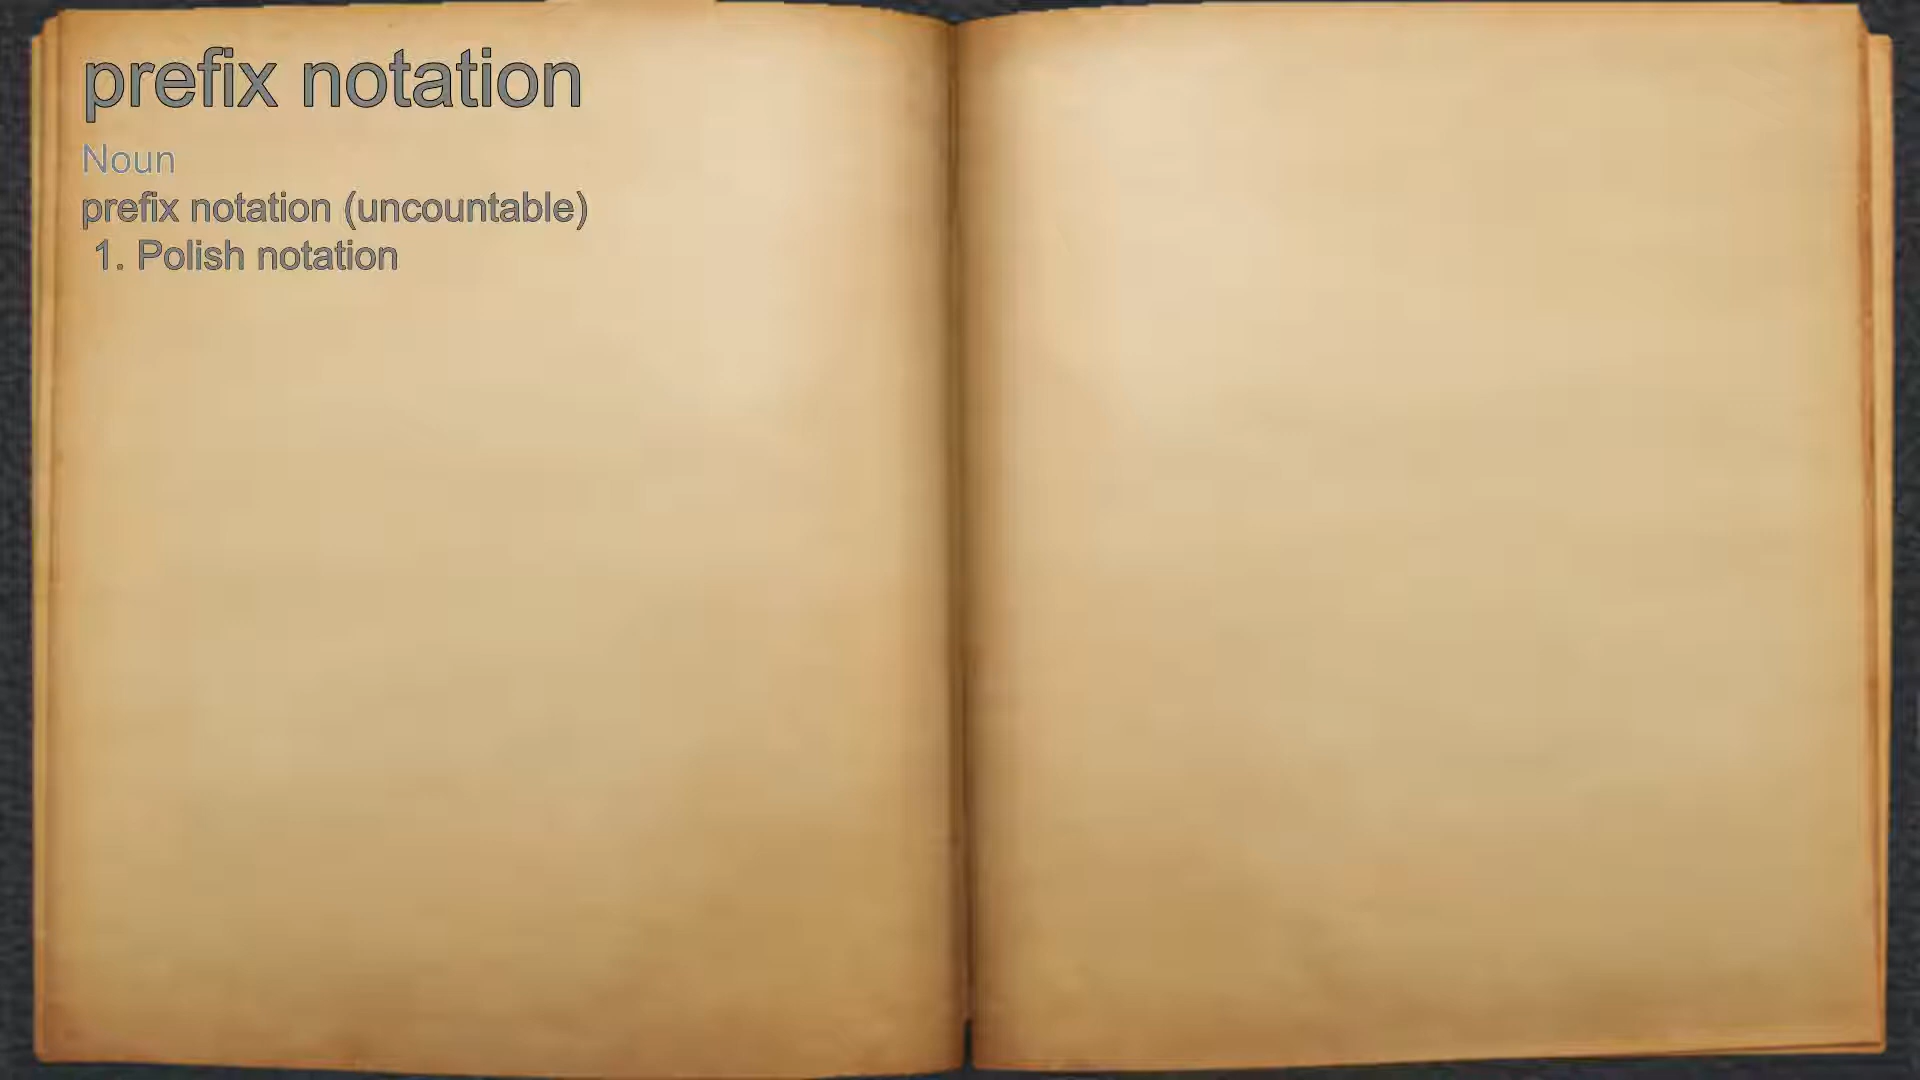 prefix notation
Noun
prefix notation (uncountable)
1. Polish notation